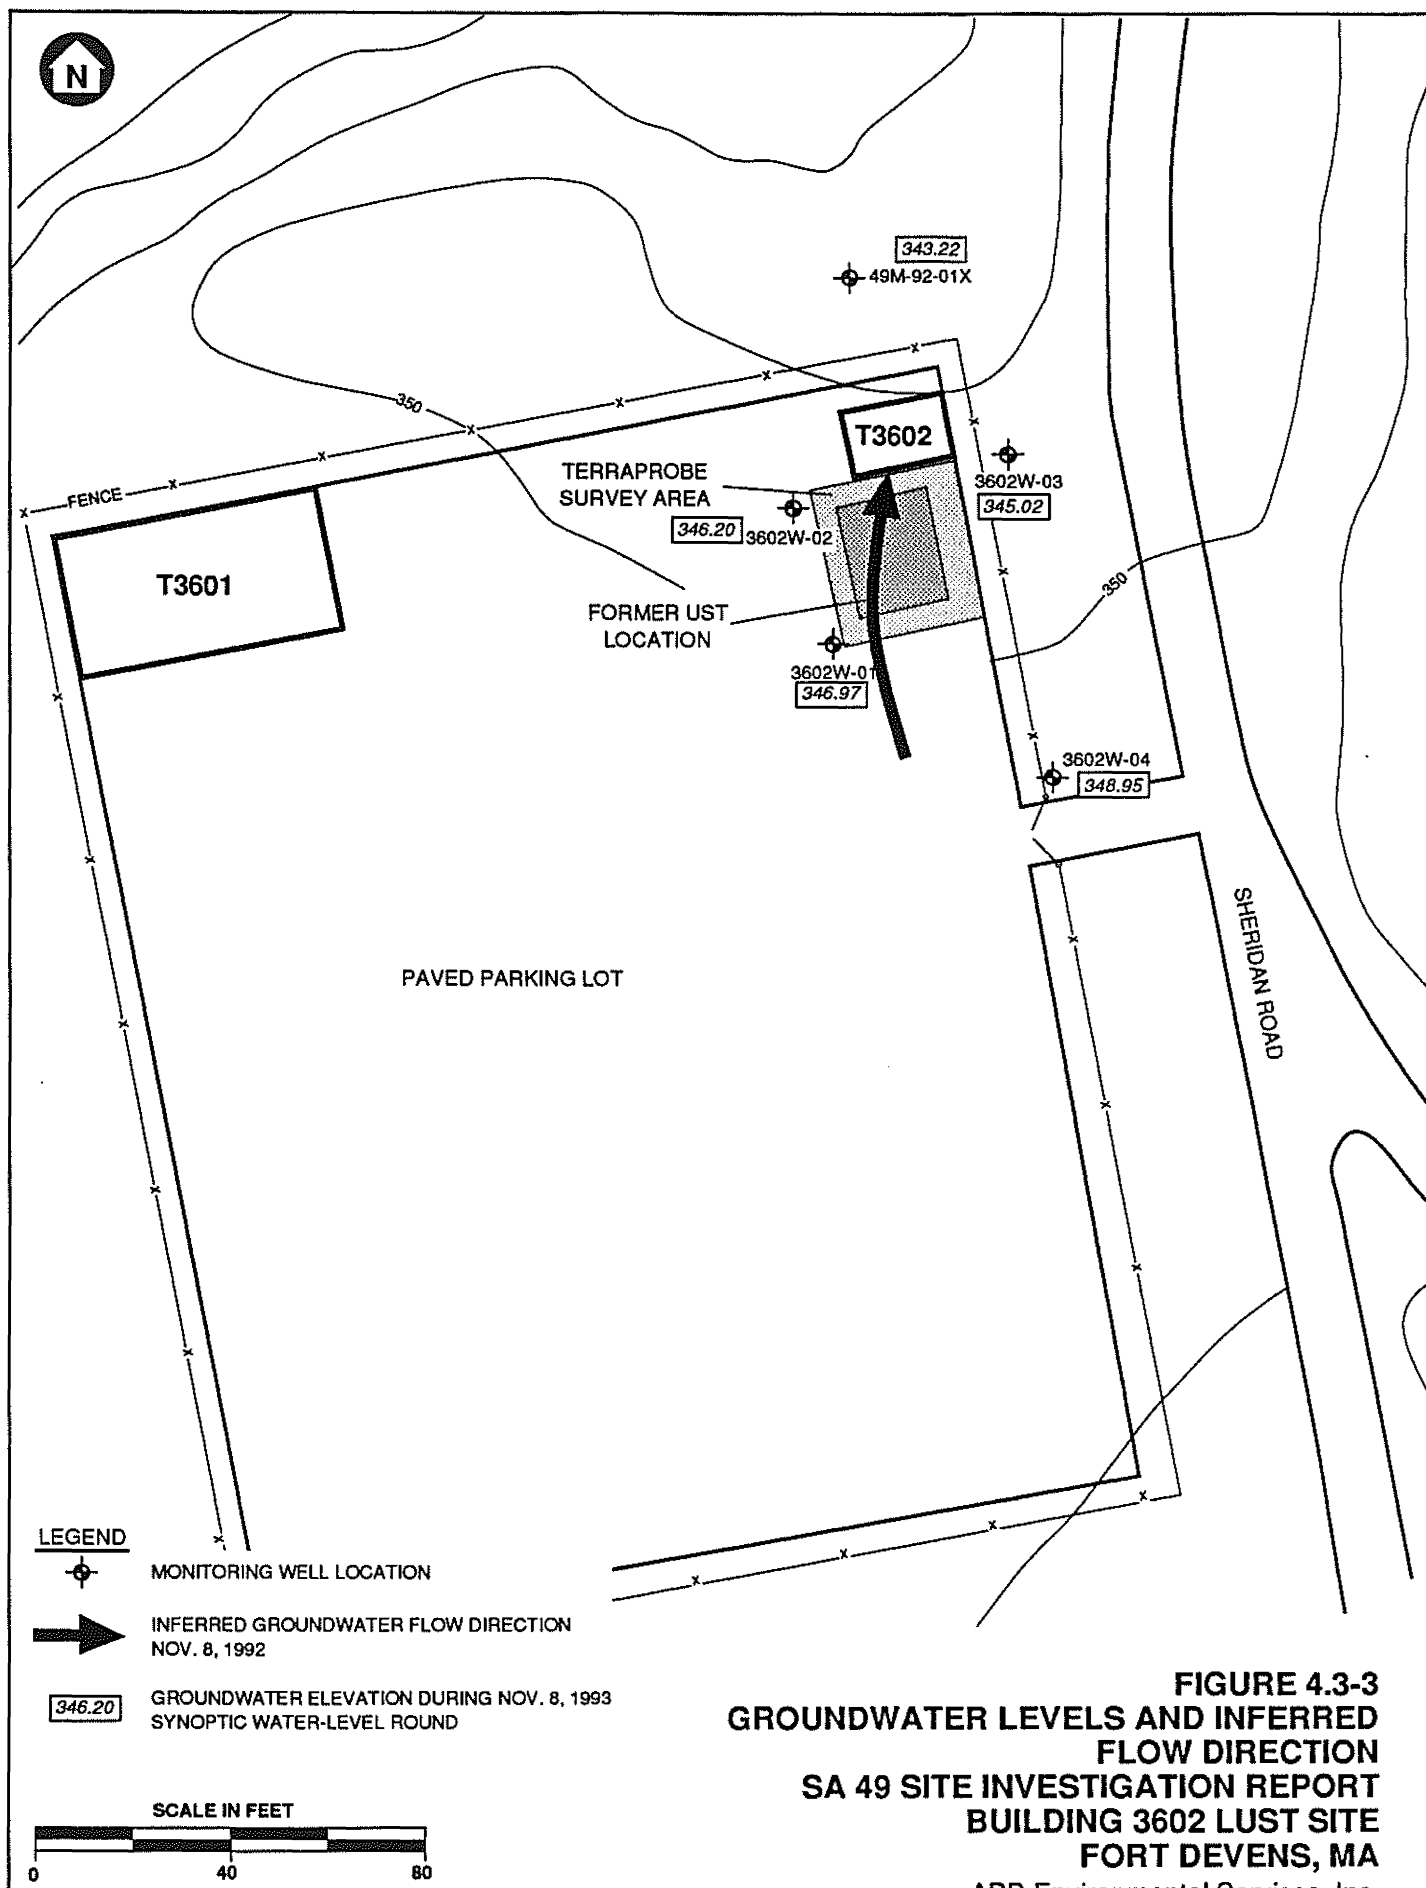 N
343.22
49M-92-01X
350
T3602
TERRAPROBE
SURVEY AREA
3602W-03
345.02
FENCE
346.20
3602W-02
T3601
350
FORMER UST
LOCATION
3602W-01
346.97
3602W-04
348.95
SHERIDAN ROAD
PAVED PARKING LOT
LEGEND
MONITORING WELL LOCATION
INFERRED GROUNDWATER FLOW DIRECTION
NOV. 8, 1992
346.20
GROUNDWATER ELEVATION DURING NOV. 8, 1993
SYNOPTIC WATER-LEVEL ROUND
SCALE IN FEET
0 40 80
FIGURE 4.3-3
GROUNDWATER LEVELS AND INFERRED
FLOW DIRECTION
SA 49 SITE INVESTIGATION REPORT
BUILDING 3602 LUST SITE
FORT DEVENS, MA
Environmental Services, Inc.